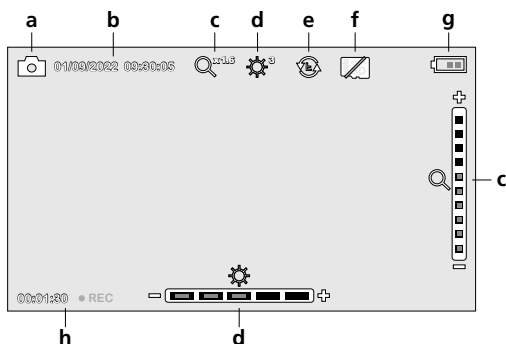 a b c d e f g
01/09/2022 09:30:05 x1.5 3
c
00:01:30 ● REC
h d